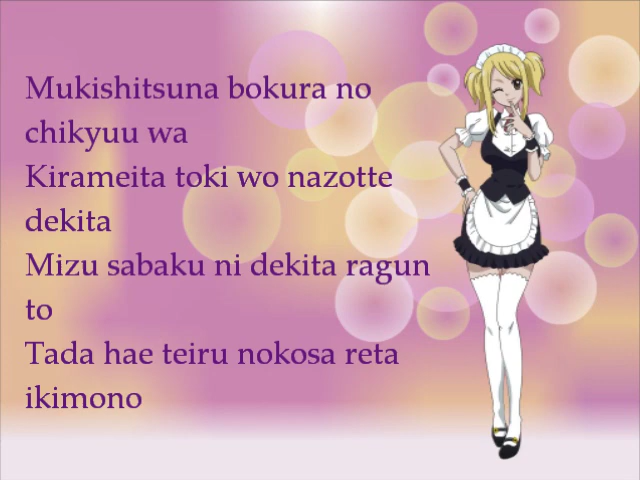 Mukishitsuna bokura no
chikyuu wa
Kirameita toki wo nazotte
dekita
Mizu sabaku ni dekita ragun
to
Tada hae teiru nokosa reta
ikimono